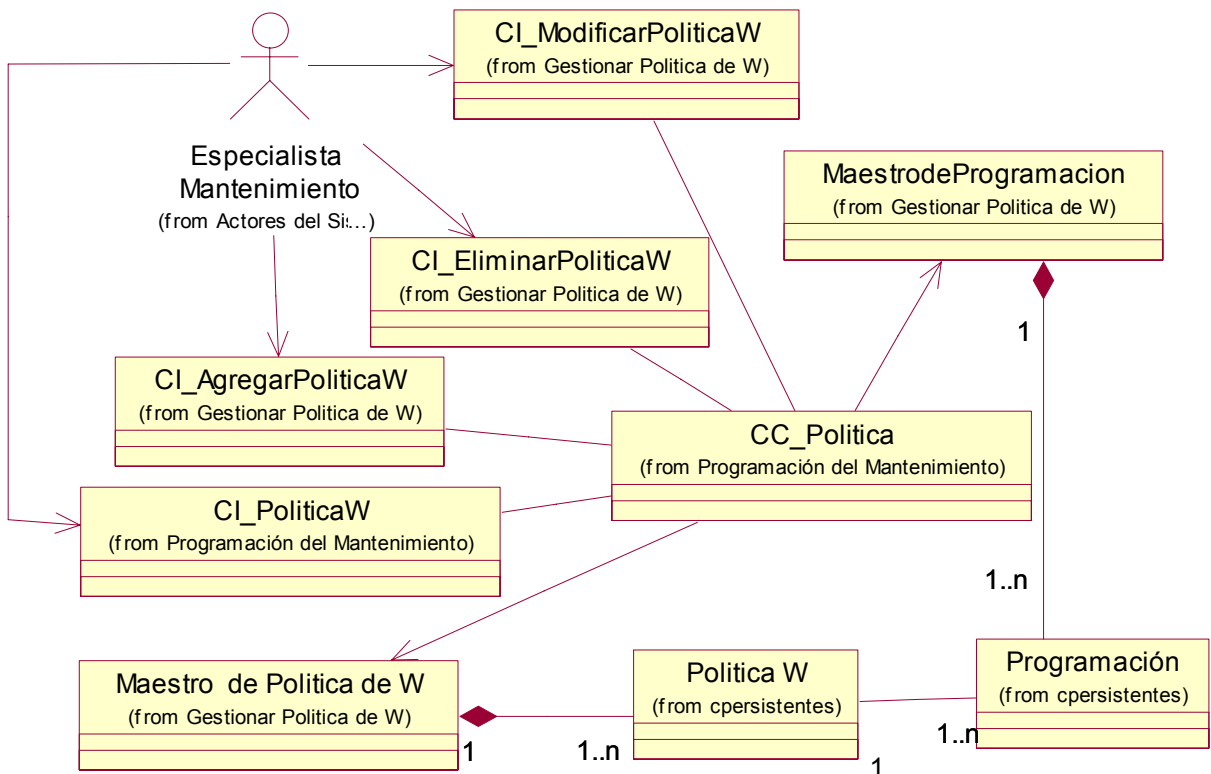 CI_ModificarPoliticaW
(from Gestionar Politica de W)
Especialista
Mantenimiento
(from Actores del Sis...)
MaestrodeProgramacion
(from Gestionar Politica de W)
CI_EliminarPoliticaW
(from Gestionar Politica de W)
1
CI_AgregarPoliticaW
(from Gestionar Politica de W)
CC_Politica
(from Programación del Mantenimiento)
CI_PoliticaW
(from Programación del Mantenimiento)
1..n
Maestro de Politica de W
(from Gestionar Politica de W)
Politica W
(from cpersistentes)
Programación
(from cpersistentes)
1
1..n
1
1..n